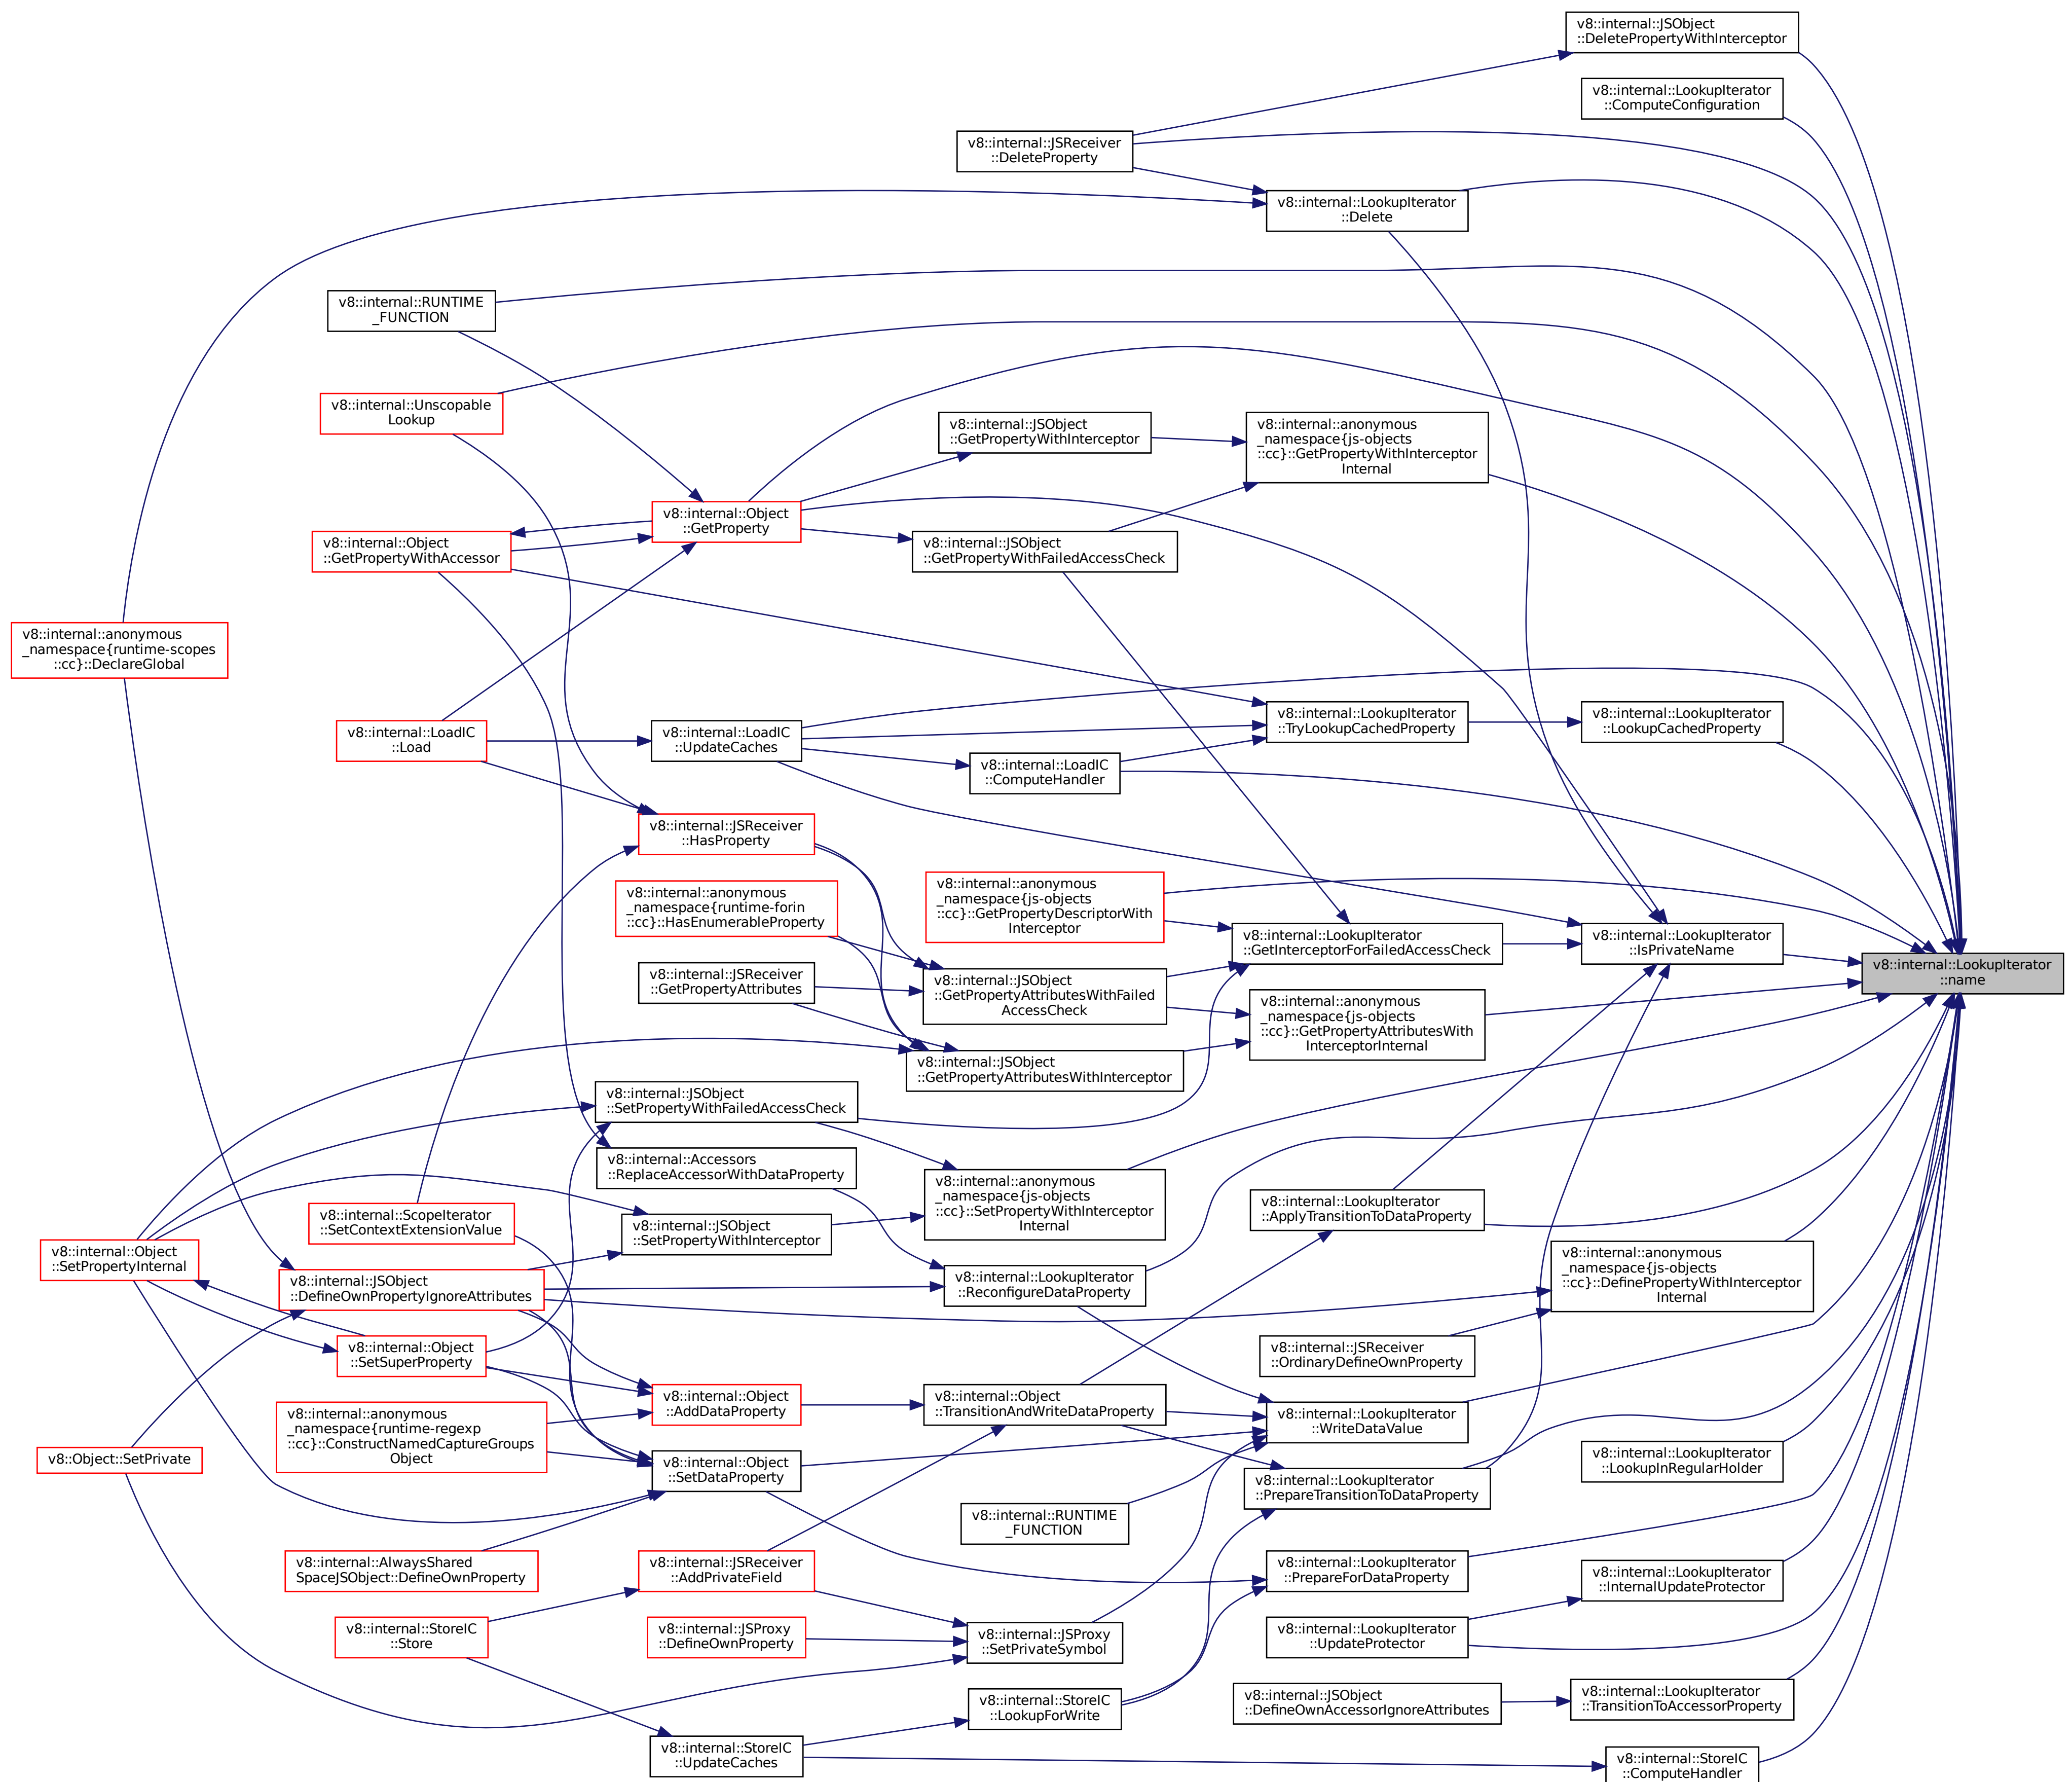 v8::internal::JSObject
::DeletePropertyWithInterceptor
v8::internal::LookupIterator
::ComputeConfiguration
v8::internal::JSReceiver
::DeleteProperty
v8::internal::LookupIterator
::Delete
v8::internal::RUNTIME
_FUNCTION
v8::internal::Unscopable
Lookup
v8::internal::JSObject
::GetPropertyWithInterceptor
v8::internal::anonymous
_namespace{js-objects
::cc}::GetPropertyWithInterceptor
Internal
v8::internal::Object
::GetProperty
v8::internal::Object
::GetPropertyWithAccessor
v8::internal::JSObject
::GetPropertyWithFailedAccessCheck
v8::internal::anonymous
_namespace{runtime-scopes
::cc}::DeclareGlobal
v8::internal::LoadIC
::Load
v8::internal::LoadIC
::UpdateCaches
v8::internal::LookupIterator
::TryLookupCachedProperty
v8::internal::LookupIterator
::LookupCachedProperty
v8::internal::LoadIC
::ComputeHandler
v8::internal::JSReceiver
::HasProperty
v8::internal::anonymous
_namespace{runtime-forin
::cc}::HasEnumerableProperty
v8::internal::anonymous
_namespace{js-objects
::cc}::GetPropertyDescriptorWith
Interceptor
v8::internal::LookupIterator
::GetInterceptorForFailedAccessCheck
v8::internal::LookupIterator
::IsPrivateName
v8::internal::LookupIterator
::name
v8::internal::JSReceiver
::GetPropertyAttributes
v8::internal::JSObject
::GetPropertyAttributesWithFailed
AccessCheck
v8::internal::anonymous
_namespace{js-objects
::cc}::GetPropertyAttributesWith
InterceptorInternal
v8::internal::JSObject
::GetPropertyAttributesWithInterceptor
v8::internal::JSObject
::SetPropertyWithFailedAccessCheck
v8::internal::Accessors
::ReplaceAccessorWithDataProperty
v8::internal::anonymous
_namespace{js-objects
::cc}::SetPropertyWithInterceptor
Internal
v8::internal::LookupIterator
::ApplyTransitionToDataProperty
v8::internal::ScopeIterator
::SetContextExtensionValue
v8::internal::JSObject
::SetPropertyWithInterceptor
v8::internal::Object
::SetPropertyInternal
v8::internal::JSObject
::DefineOwnPropertyIgnoreAttributes
v8::internal::LookupIterator
::ReconfigureDataProperty
v8::internal::anonymous
_namespace{js-objects
::cc}::DefinePropertyWithInterceptor
Internal
v8::internal::Object
::SetSuperProperty
v8::internal::JSReceiver
::OrdinaryDefineOwnProperty
v8::internal::Object
::AddDataProperty
v8::internal::Object
::TransitionAndWriteDataProperty
v8::internal::LookupIterator
::WriteDataValue
v8::internal::anonymous
_namespace{runtime-regexp
::cc}::ConstructNamedCaptureGroups
Object
v8::Object::SetPrivate
v8::internal::Object
::SetDataProperty
v8::internal::LookupIterator
::PrepareTransitionToDataProperty
v8::internal::LookupIterator
::LookupInRegularHolder
v8::internal::RUNTIME
_FUNCTION
v8::internal::AlwaysShared
SpaceJSObject::DefineOwnProperty
v8::internal::JSReceiver
::AddPrivateField
v8::internal::LookupIterator
::PrepareForDataProperty
v8::internal::LookupIterator
::InternalUpdateProtector
v8::internal::StoreIC
::Store
v8::internal::JSProxy
::DefineOwnProperty
v8::internal::JSProxy
::SetPrivateSymbol
v8::internal::LookupIterator
::UpdateProtector
v8::internal::StoreIC
::LookupForWrite
v8::internal::JSObject
::DefineOwnAccessorIgnoreAttributes
v8::internal::LookupIterator
::TransitionToAccessorProperty
v8::internal::StoreIC
::UpdateCaches
v8::internal::StoreIC
::ComputeHandler